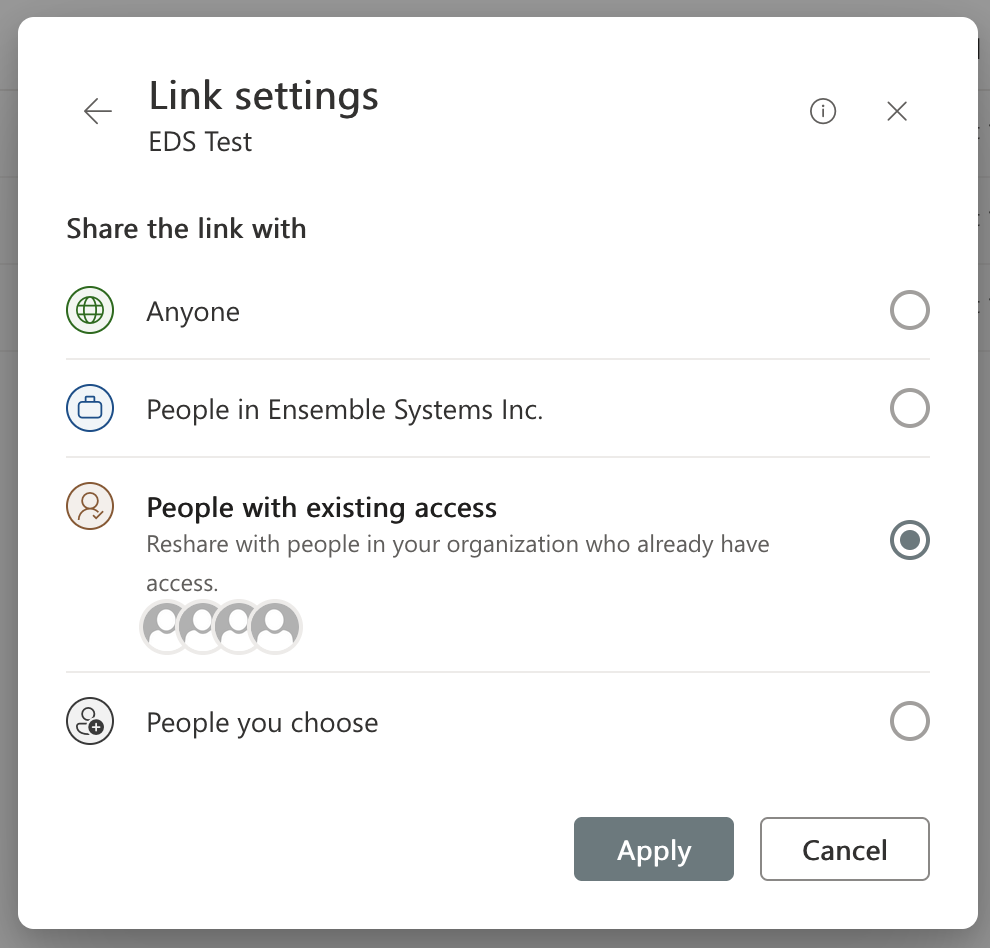 Link settings
EDS Test
Share the link with
Anyone
People in Ensemble Systems Inc.
People with existing access
Reshare with people in your organization who already have
access.
People you choose
Apply
Cancel